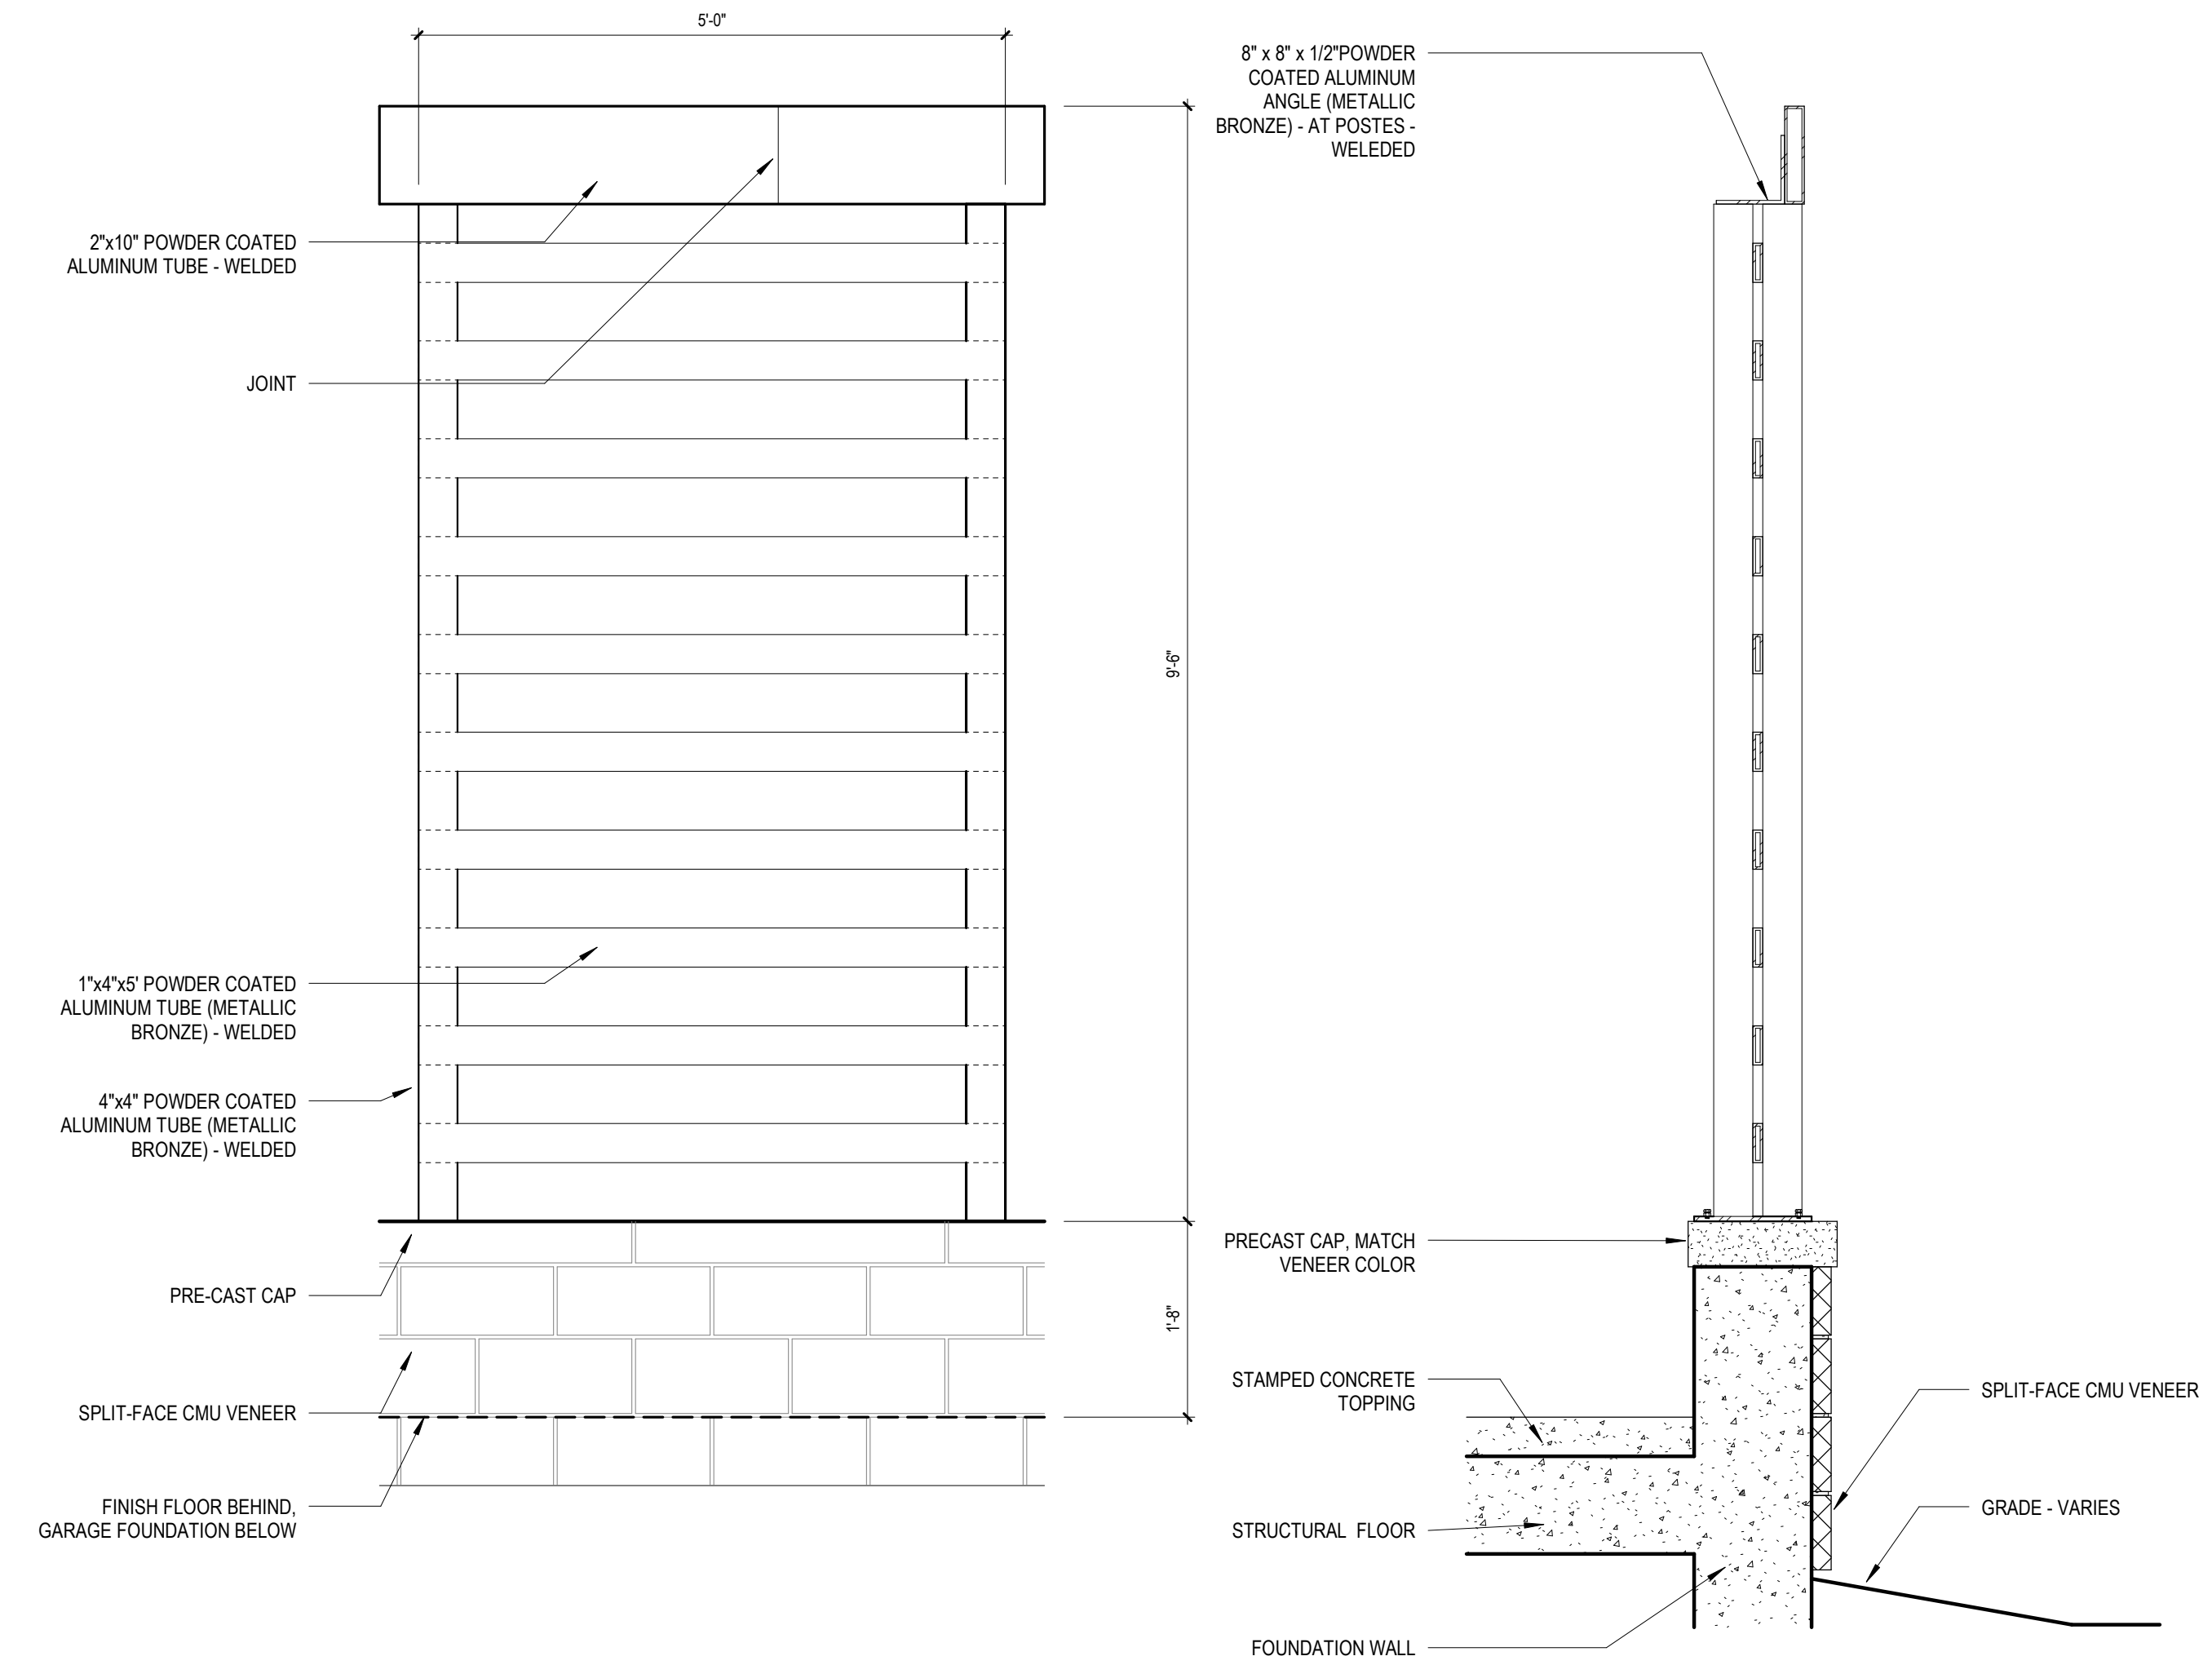 5'-0"
2"x10" POWDER COATED
ALUMINUM TUBE - WELDED
JOINT
1"x4"x5' POWDER COATED
ALUMINUM TUBE (METALLIC
BRONZE) - WELDED
4"x4" POWDER COATED
ALUMINUM TUBE (METALLIC
BRONZE) - WELDED
PRE-CAST CAP
SPLIT-FACE CMU VENEER
FINISH FLOOR BEHIND,
GARAGE FOUNDATION BELOW
9'-6"
1'-8"
8" x 8" x 1/2"POWDER
COATED ALUMINUM
ANGLE (METALLIC
BRONZE) - AT POSTES -
WELEDED
PRECAST CAP, MATCH
VENEER COLOR
STAMPED CONCRETE
TOPPING
STRUCTURAL  FLOOR
FOUNDATION WALL
SPLIT-FACE CMU VENEER
GRADE - VARIES